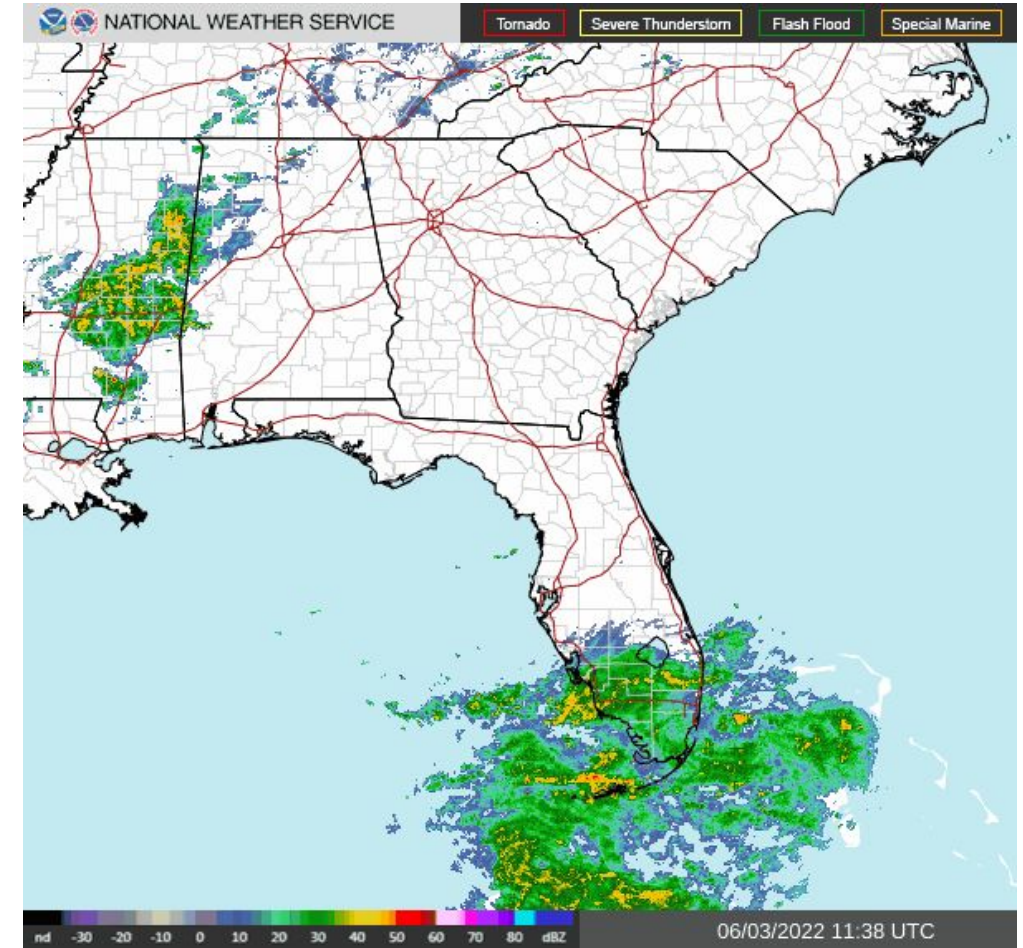 NATIONAL WEATHER SERVICE
Tornado
Severe Thunderstorm
Flash Flood
Special Marine
nd -30 -20 -10 0 10 20 30 40 50 60 70 80 dBZ
06/03/2022 11:38 UTC